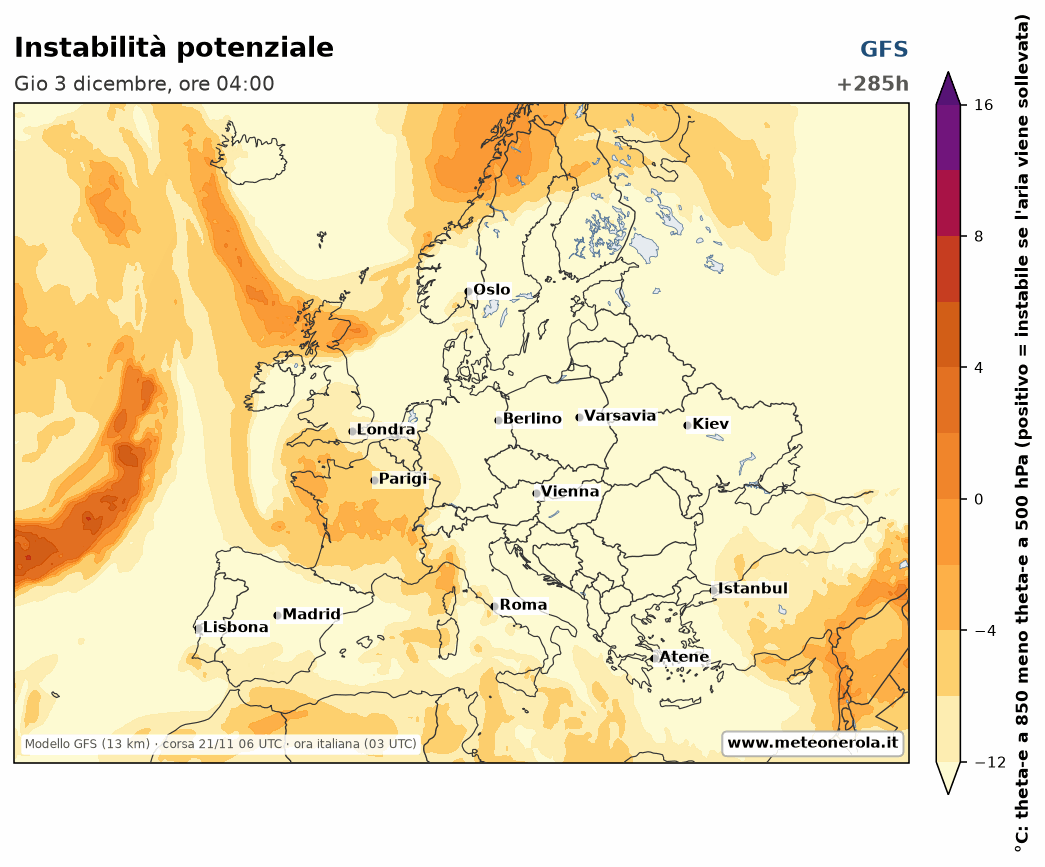 Instabilità potenziale
GFS
Gio 3 dicembre, ore 04:00
+285h
Oslo
Berlino
Varsavia
Kiev
Londra
Parigi
Vienna
Istanbul
Roma
Madrid
Lisbona
Atene
Modello GFS (13 km) · corsa 21/11 06 UTC · ora italiana (03 UTC)
www.meteonerola.it
16
8
4
0
−4
−12
°C: theta-e a 850 meno theta-e a 500 hPa (positivo = instabile se l'aria viene sollevata)